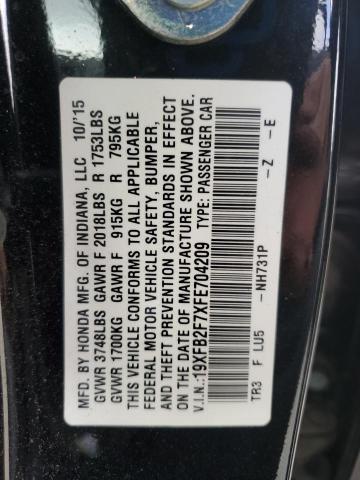 MFD. BY HONDA MFG. OF INDIANA, LLC 10/'15
GVWR 3748LBS GAWR F 2018LBS R 1753LBS
GVWR 1700KG GAWR F 915KG R 795KG
THIS VEHICLE CONFORMS TO ALL APPLICABLE
FEDERAL MOTOR VEHICLE SAFETY, BUMPER,
AND THEFT PREVENTION STANDARDS IN EFFECT
ON THE DATE OF MANUFACTURE SHOWN ABOVE.
V.I.N.:19XFB2F7XFE704209 TYPE: PASSENGER CAR
TR3 F LU5 -NH731P -Z -E